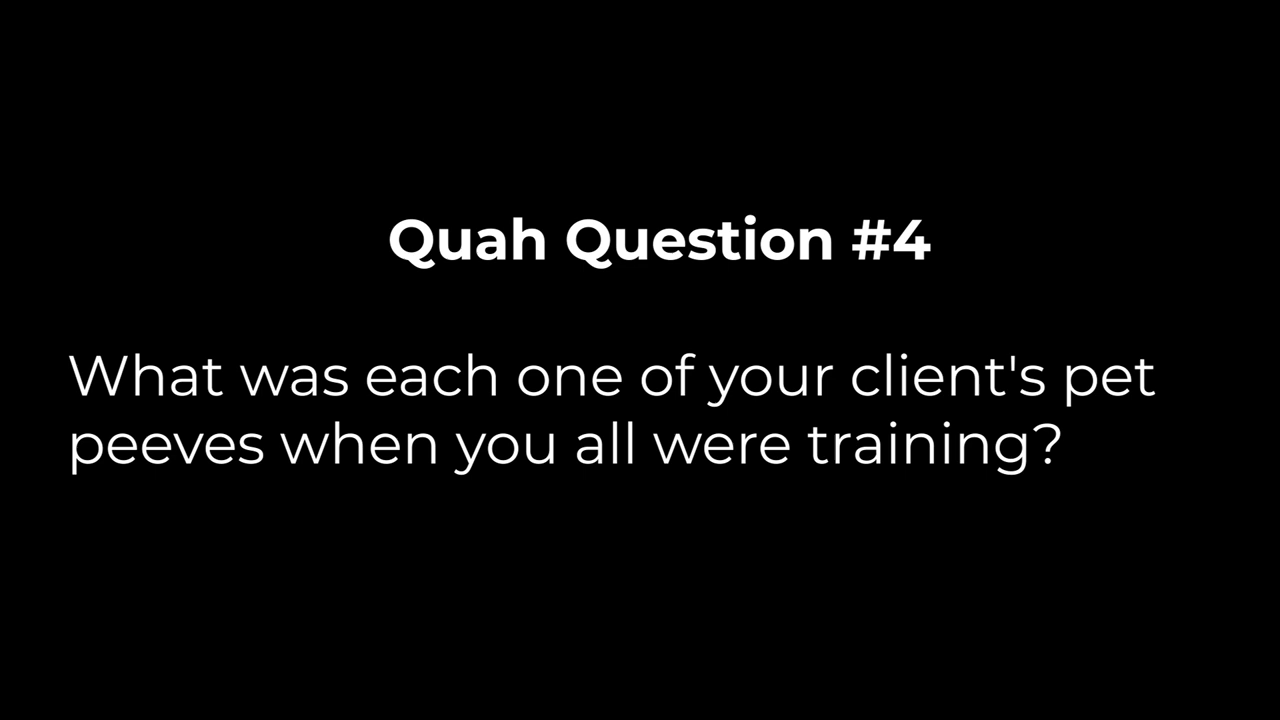 Quah Question #4
What was each one of your client's pet
peeves when you all were training?